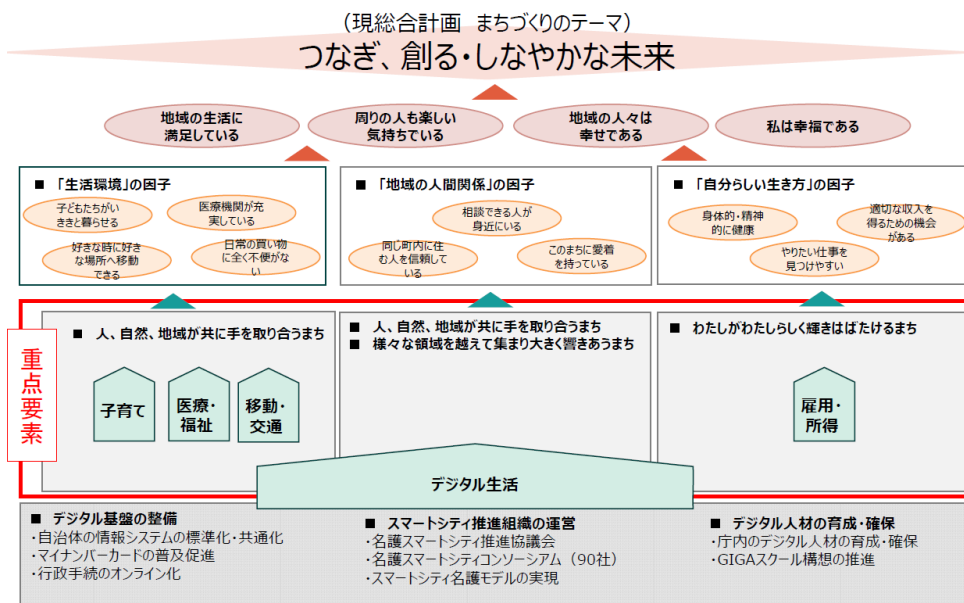 （現総合計画　まちづくりのテーマ）
つなぎ、創る・しなやかな未来
地域の生活に
満足している
周りの人も楽しい
気持ちでいる
地域の人々は
幸せである
私は幸福である
■ 「生活環境」の因子
子どもたちがい
きいきと暮らせる
医療機関が充
実している
好きな時に好き
な場所へ移動
できる
日常の買い物
に全く不便がな
い
■ 「地域の人間関係」の因子
相談できる人が
身近にいる
同じ町内に住
む人を信頼して
いる
このまちに愛着
を持っている
■ 「自分らしい生き方」の因子
身体的・精神
的に健康
適切な収入を
得るための機会
がある
やりたい仕事を
見つけやすい
重点要素
■ 人、自然、地域が共に手を取り合うまち
子育て
医療・
福祉
移動・
交通
■ 人、自然、地域が共に手を取り合うまち
■ 様々な領域を越えて集まり大きく響きあうまち
■ わたしがわたしらしく輝きはばたけるまち
雇用・
所得
デジタル生活
■ デジタル基盤の整備
・自治体の情報システムの標準化・共通化
・マイナンバーカードの普及促進
・行政手続のオンライン化
■ スマートシティ推進組織の運営
・名護スマートシティ推進協議会
・名護スマートシティコンソーシアム（90社）
・スマートシティ名護モデルの実現
■ デジタル人材の育成・確保
・庁内のデジタル人材の育成・確保
・GIGAスクール構想の推進